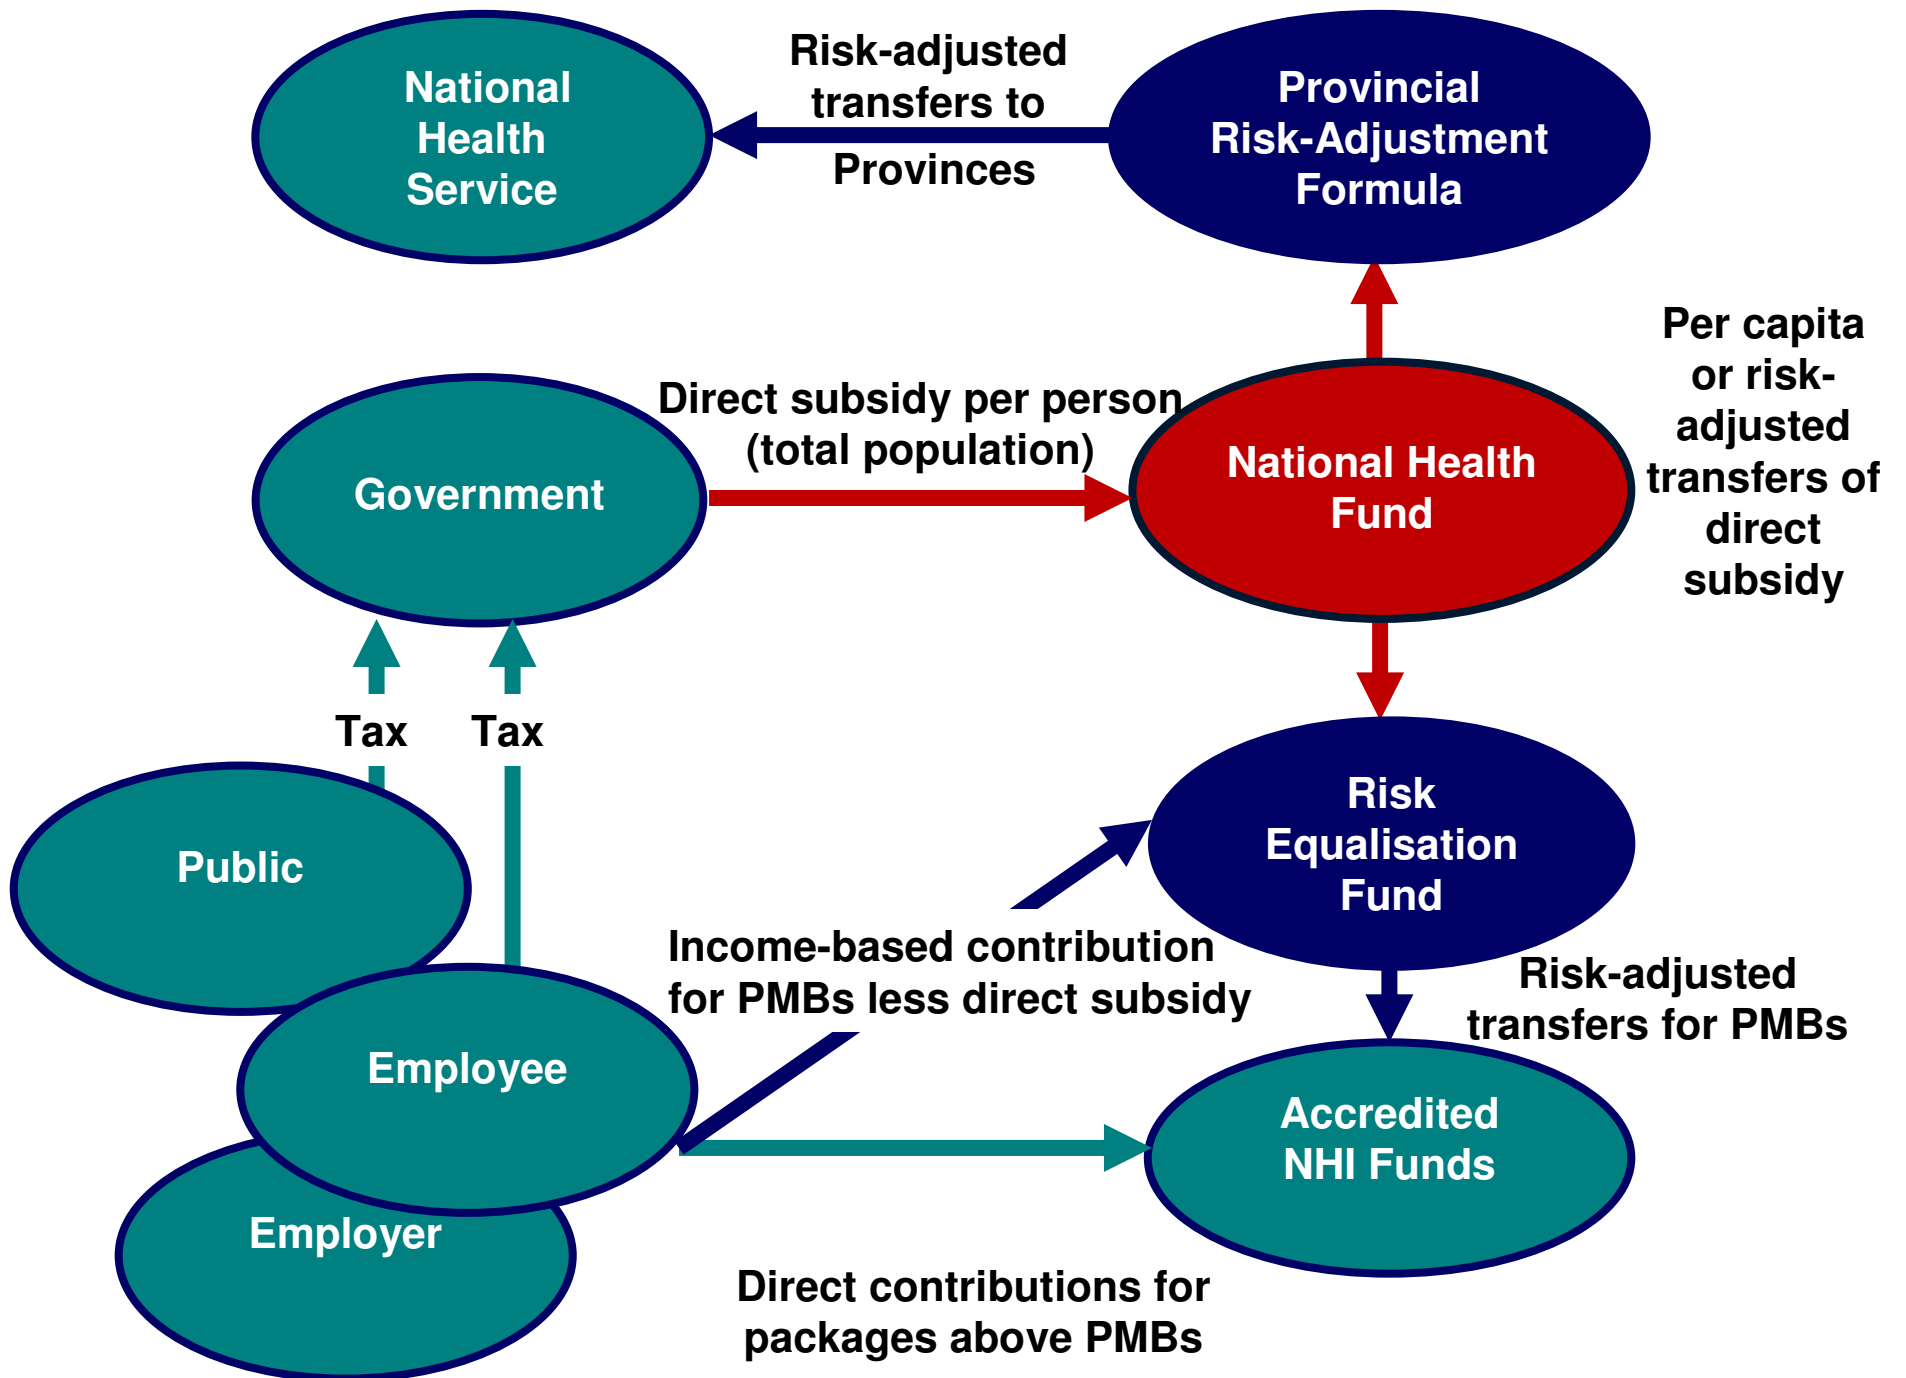 National
Health
Service
Risk-adjusted
transfers to
Provinces
Provincial
Risk-Adjustment
Formula
Per capita
or risk-
adjusted
transfers of
direct
subsidy
Government
Direct subsidy per person
(total population)
National Health
Fund
Tax
Tax
Public
Risk
Equalisation
Fund
Income-based contribution
for PMBs less direct subsidy
Risk-adjusted
transfers for PMBs
Employee
Accredited
NHI Funds
Employer
Direct contributions for
packages above PMBs